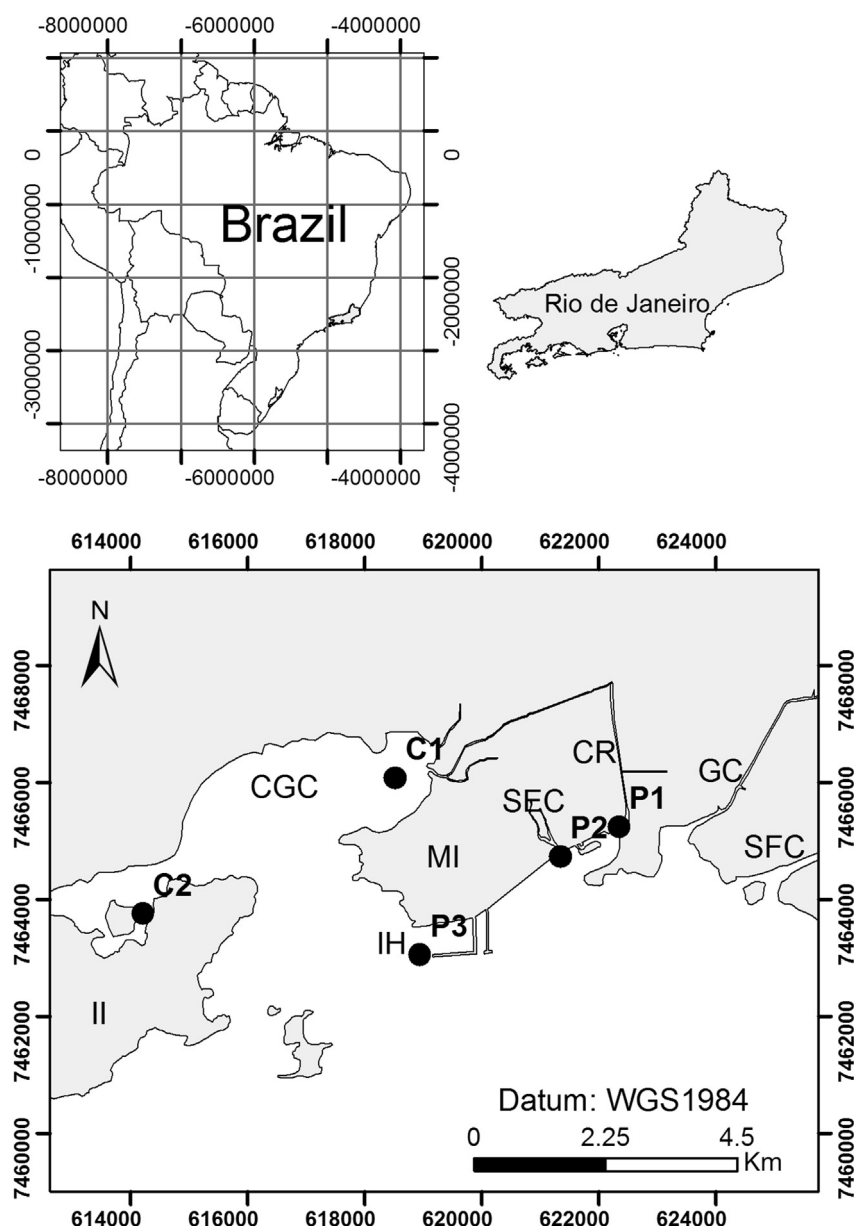 -8000000 -6000000 -4000000
0
-1000000
-3000000
Brazil
0
-2000000
-4000000
-8000000 -6000000 -4000000
Rio de Janeiro
614000 616000 618000 620000 622000 624000
N
7468000
7466000
7464000
7462000
7460000
C1
CGC
CR
GC
P1
SFC
P2
MI
SFC
C2
P3
IH
II
7468000
7466000
7464000
7462000
7460000
Datum: WGS1984
0 2.25 4.5
Km
614000 616000 618000 620000 622000 624000